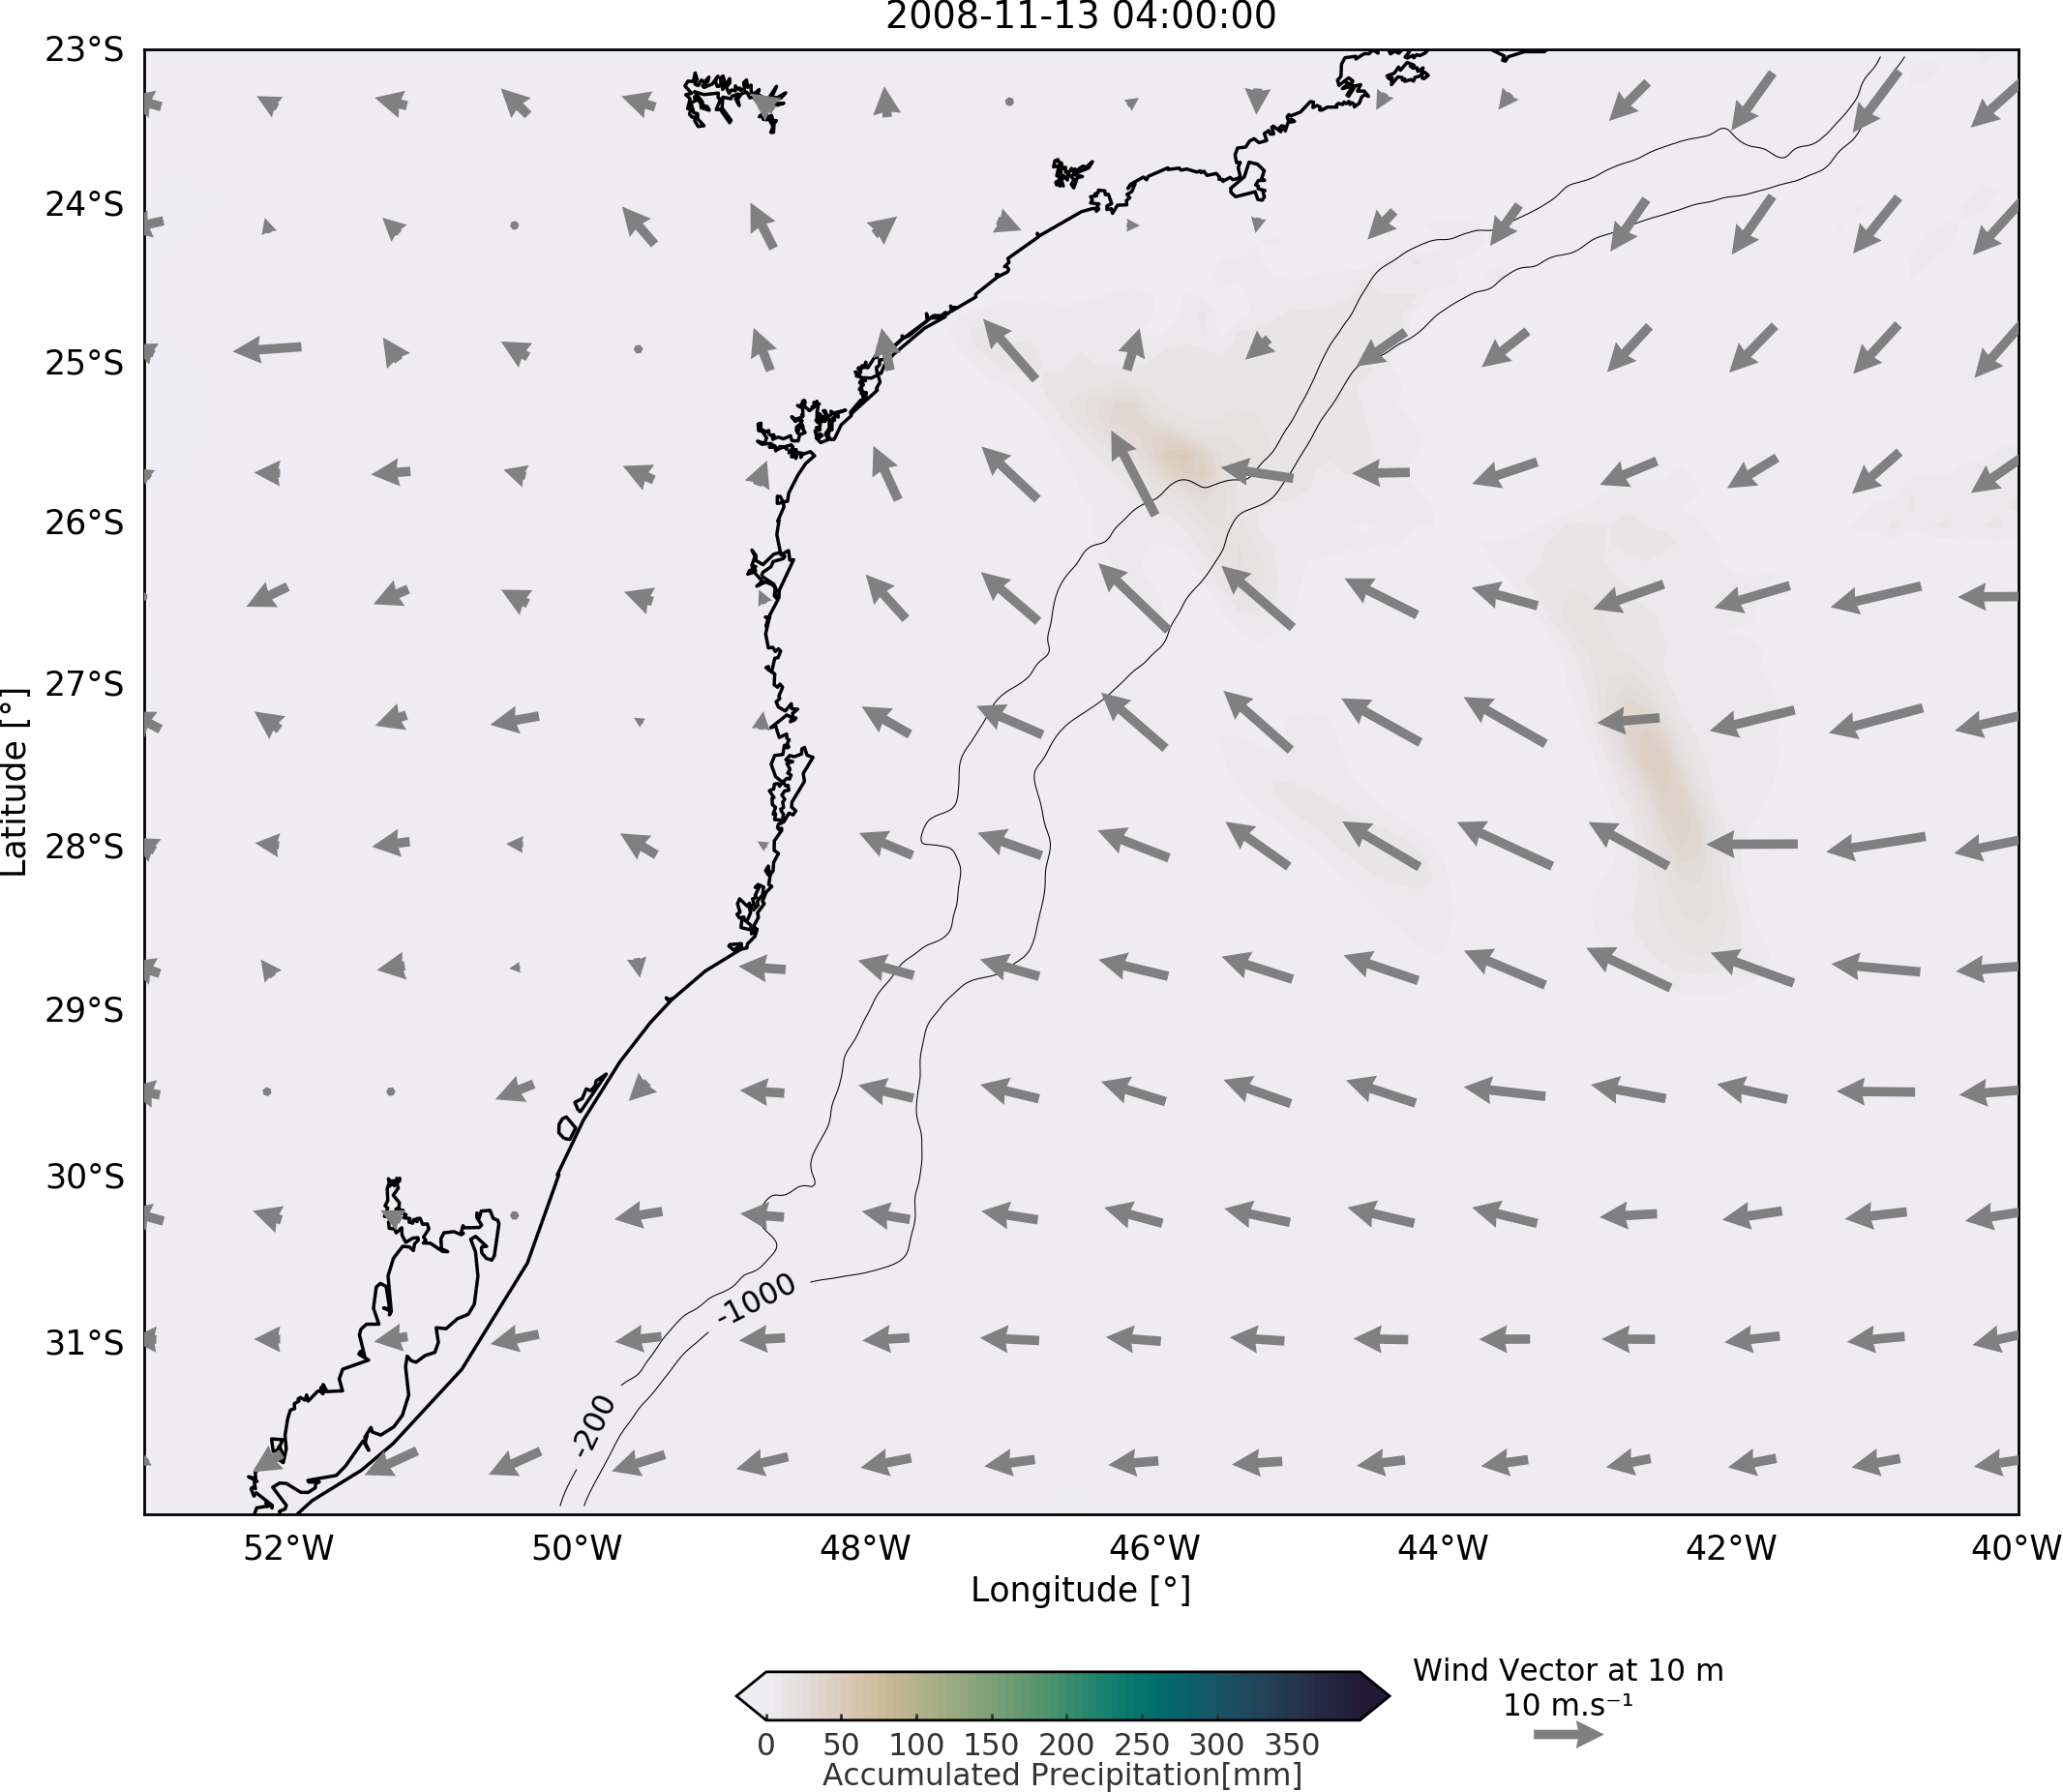 2008-11-13 04:00:00
23°S
24°S
25°S
26°S
27°S
28°S
29°S
30°S
31°S
Latitude [°]
-1000
-200
52°W 50°W 48°W 46°W 44°W 42°W 40°W
Longitude [°]
Wind Vector at 10 m
10 m.s⁻¹
0 50 100 150 200 250 300 350
Accumulated Precipitation[mm]